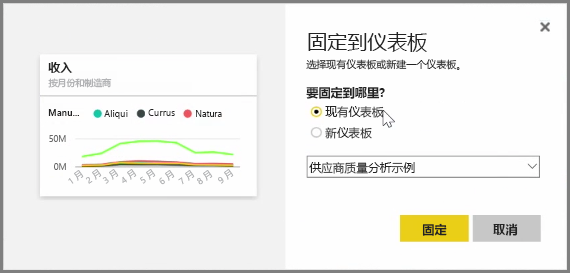 收入
按月份和制造商
Manu... Aliqui Currus Natura
50M
0M
1月 2月 3月 4月 5月 6月 7月 8月 9月
固定到仪表板
选择现有仪表板或新建一个仪表板。
要固定到哪里?
现有仪表板
新仪表板
供应商质量分析示例
固定 取消